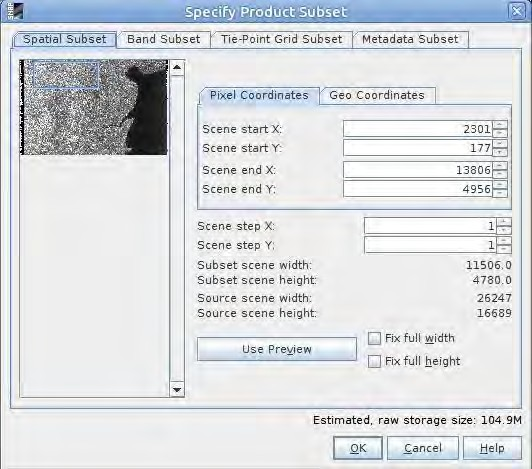 Specify Product Subset
Spatial Subset Band Subset Tie-Point Grid Subset Metadata Subset
Pixel Coordinates Geo Coordinates
Scene start X: 2301
Scene start Y: 177
Scene end X: 13806
Scene end Y: 4956
Scene step X: 1
Scene step Y: 1
Subset scene width: 11506.0
Subset scene height: 4780.0
Source scene width: 26247
Source scene height: 16689
Use Preview
Fix full width
Fix full height
Estimated, raw storage size: 104.9M
OK Cancel Help